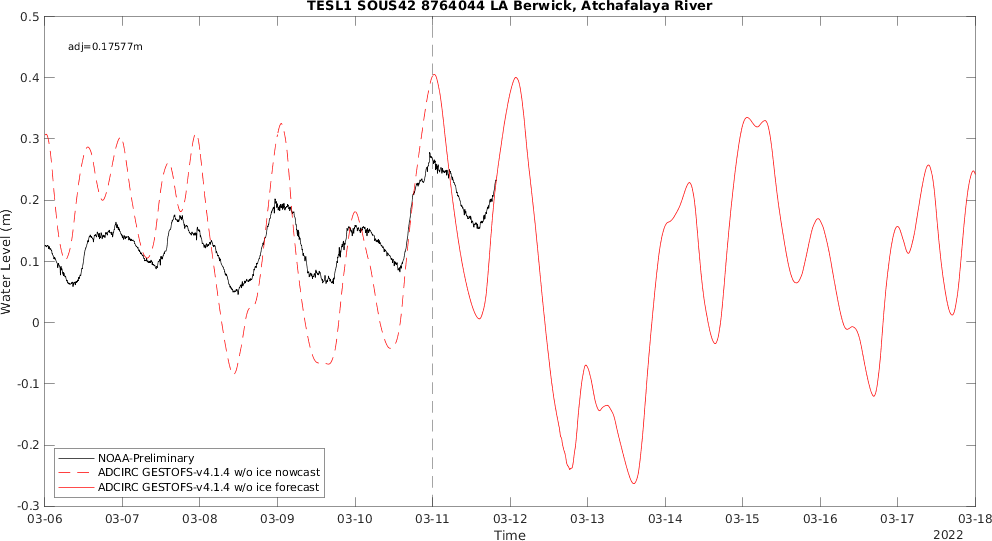 TESL1 SOUS42 8764044 LA Berwick, Atchafalaya River
0.5
adj=0.17577m
0.4
0.3
0.2
0.1
0
-0.1
-0.2
-0.3
Water Level (m)
NOAA-Preliminary
ADCIRC GESTOFS-v4.1.4 w/o ice nowcast
ADCIRC GESTOFS-v4.1.4 w/o ice forecast
03-06 03-07 03-08 03-09 03-10 03-11 03-12 03-13 03-14 03-15 03-16 03-17 03-18
Time
2022